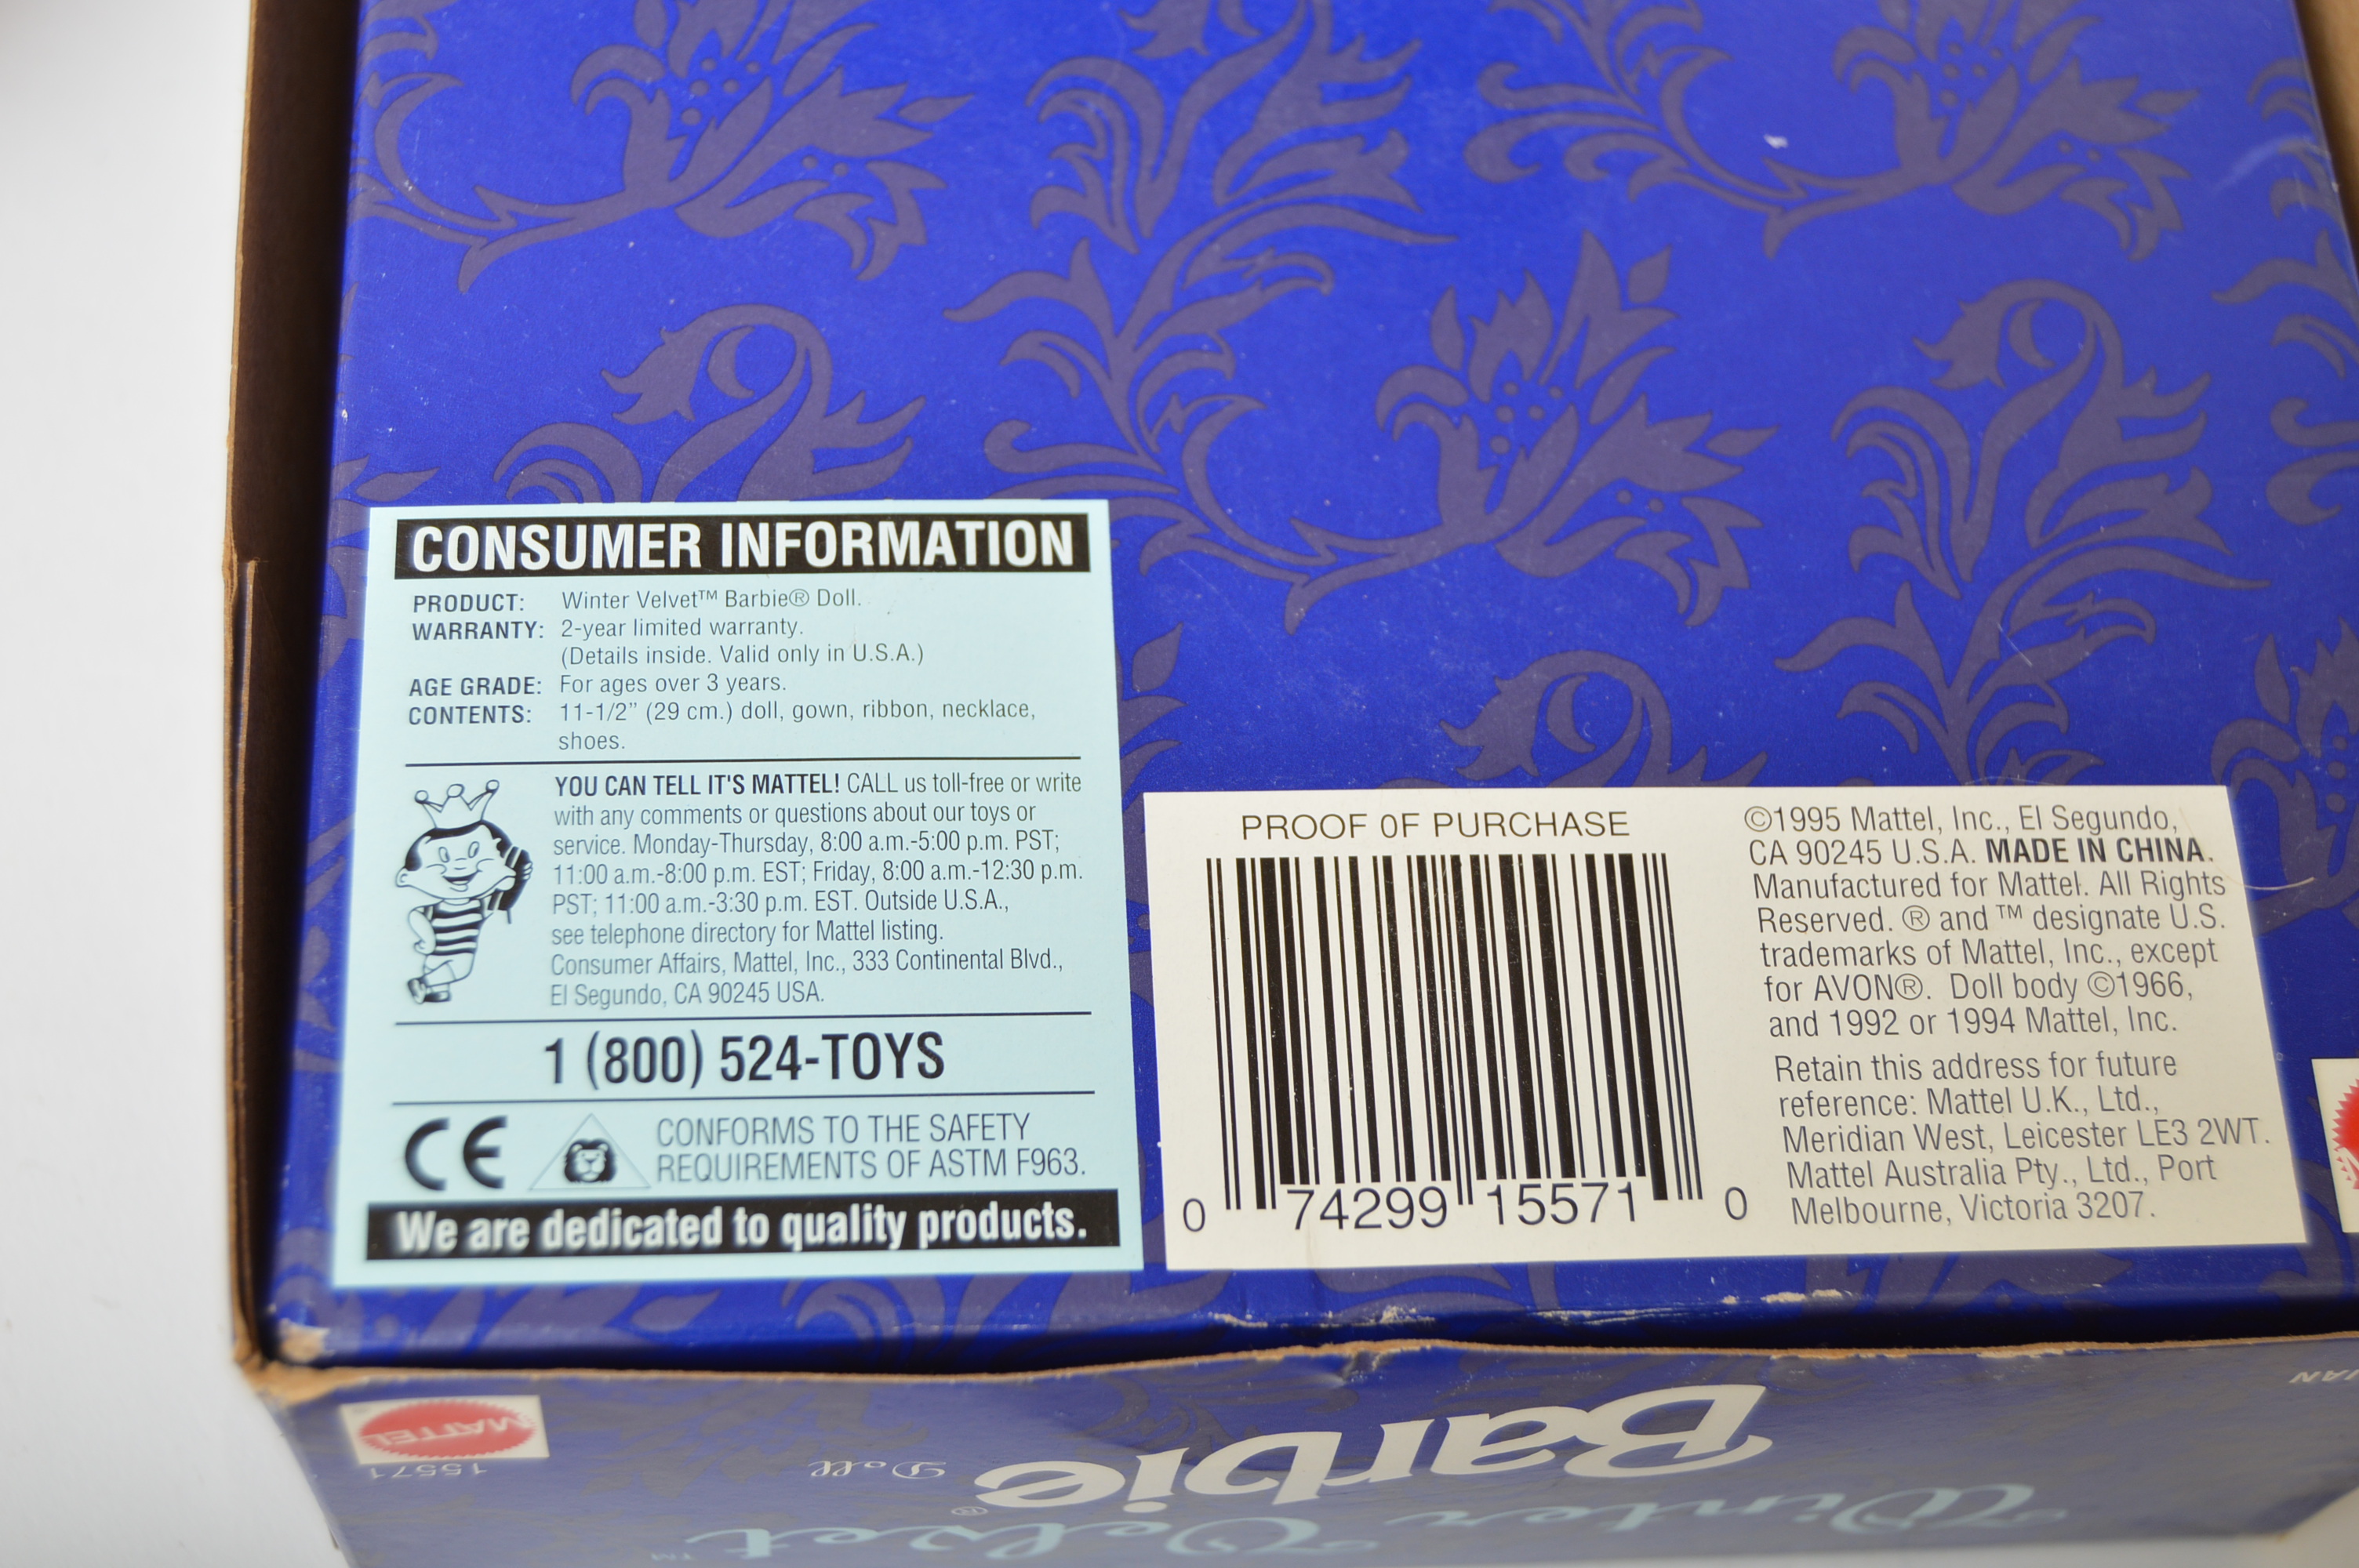 CONSUMER INFORMATION
PRODUCT: Winter Velvet™ Barbie® Doll.
WARRANTY: 2-year limited warranty.
(Details inside. Valid only in U.S.A.)
AGE GRADE: For ages over 3 years.
CONTENTS: 11-1/2” (29 cm.) doll, gown, ribbon, necklace,
shoes.
YOU CAN TELL IT'S MATTEL! CALL us toll-free or write
with any comments or questions about our toys or
service. Monday-Thursday, 8:00 a.m.-5:00 p.m. PST;
11:00 a.m.-8:00 p.m. EST; Friday, 8:00 a.m.-12:30 p.m.
PST; 11:00 a.m.-3:30 p.m. EST. Outside U.S.A.,
see telephone directory for Mattel listing.
Consumer Affairs, Mattel, Inc., 333 Continental Blvd.,
El Segundo, CA 90245 USA.
1 (800) 524-TOYS
CE
CONFORMS TO THE SAFETY
REQUIREMENTS OF ASTM F963.
We are dedicated to quality products.
PROOF OF PURCHASE
0 74299 15571 0
©1995 Mattel, Inc., El Segundo,
CA 90245 U.S.A. MADE IN CHINA.
Manufactured for Mattel. All Rights
Reserved. ® and ™ designate U.S.
trademarks of Mattel, Inc., except
for AVON®. Doll body ©1966,
and 1992 or 1994 Mattel, Inc.
Retain this address for future
reference: Mattel U.K., Ltd.,
Meridian West, Leicester LE3 2WT.
Mattel Australia Pty., Ltd., Port
Melbourne, Victoria 3207.
Winter Velvet™
Barbie® Doll
MATTEL
15571